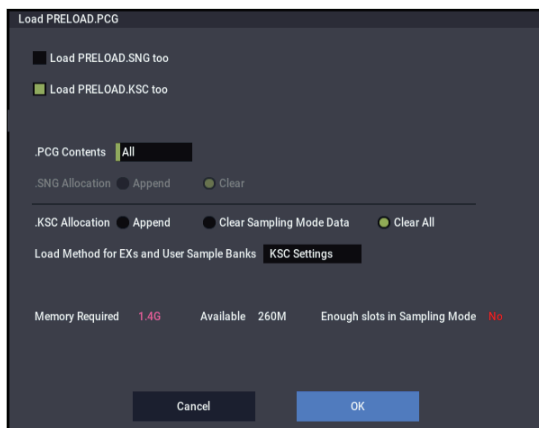 Load PRELOAD.PCG
Load PRELOAD.SNG too
Load PRELOAD.KSC too
.PCG Contents All
.SNG Allocation Append Clear
.KSC Allocation Append Clear Sampling Mode Data Clear All
Load Method for EXs and User Sample Banks KSC Settings
Memory Required 1.4G Available 260M Enough slots in Sampling Mode No
Cancel OK